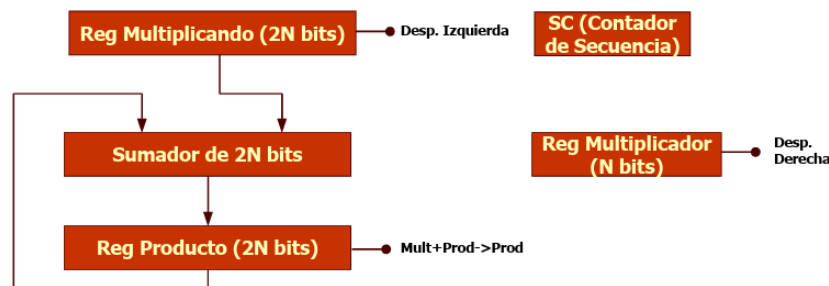 Reg Multiplicando (2N bits)
Desp. Izquierda
SC (Contador
de Secuencia)
Sumador de 2N bits
Reg Multiplicador
(N bits)
Desp.
Derecha
Reg Producto (2N bits)
Mult+Prod->Prod